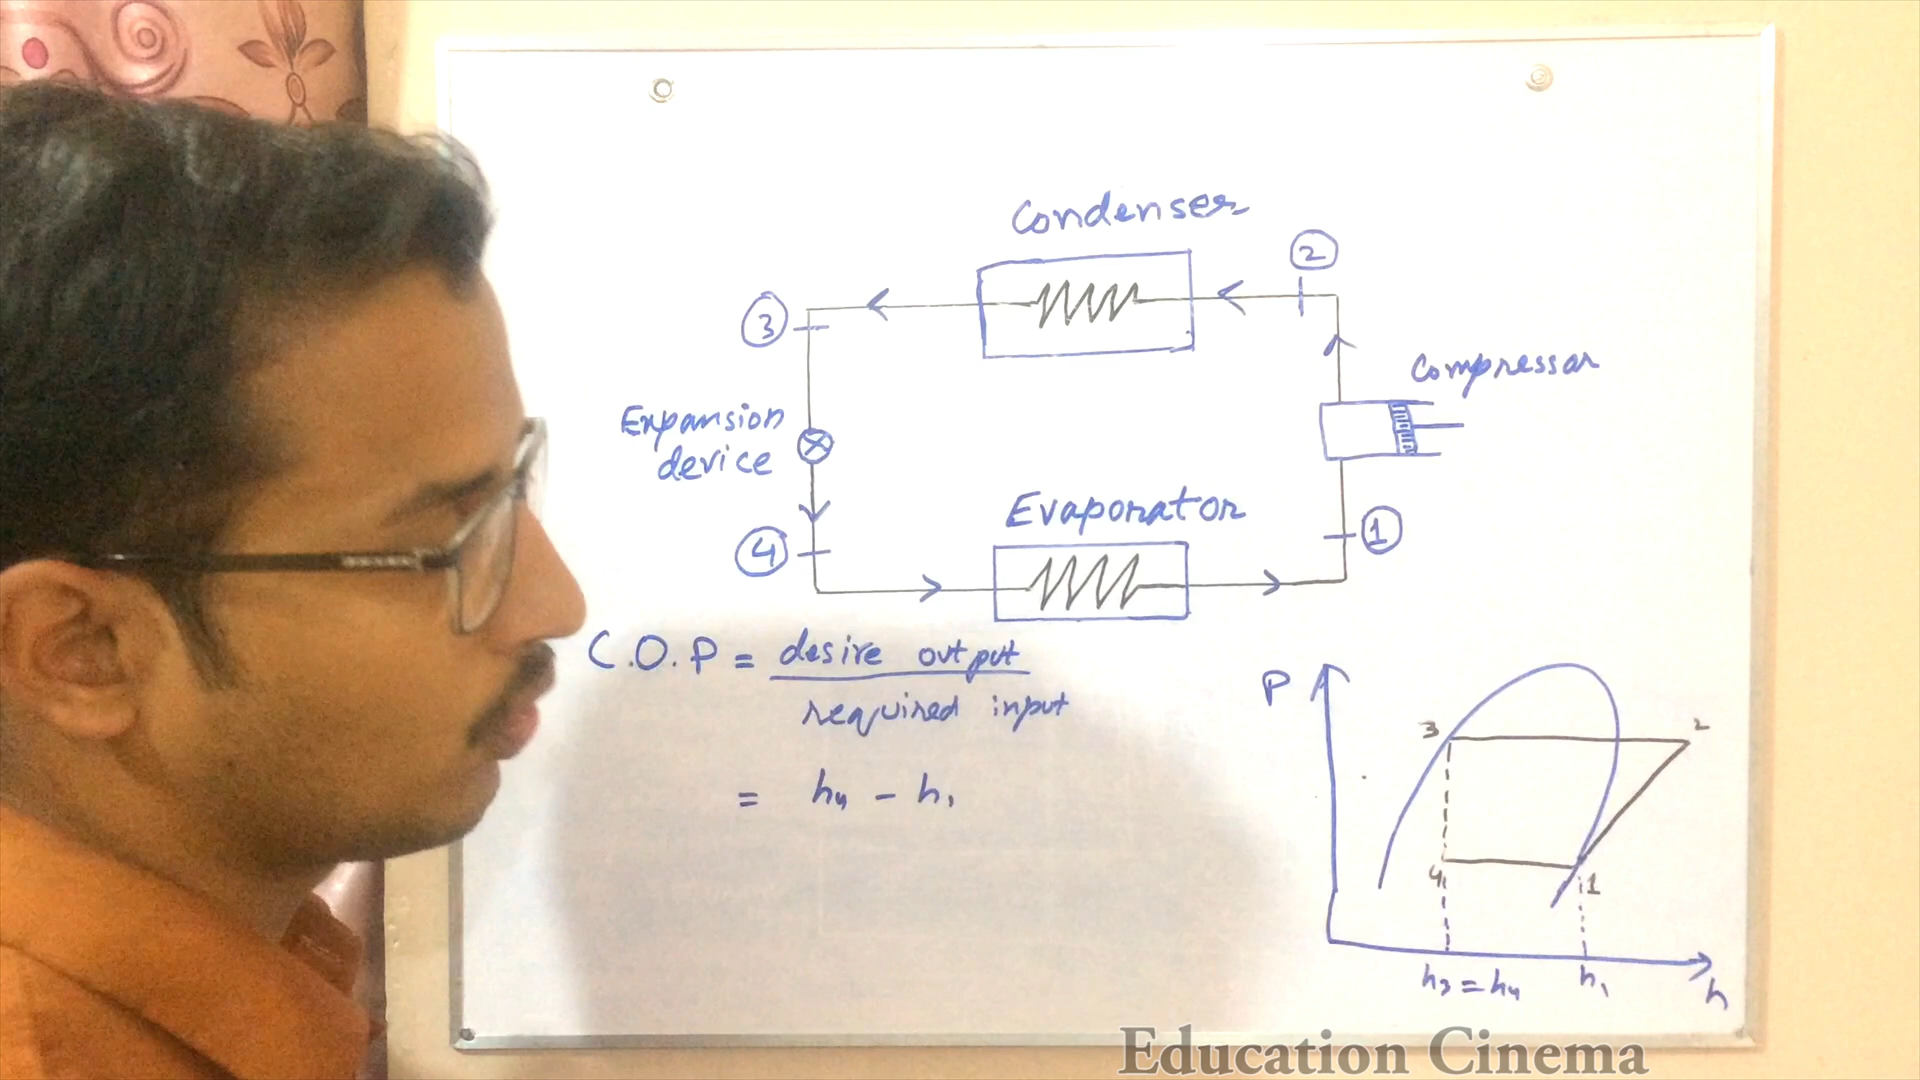 Condenser
2
3
Compressor
Expansion
device
Evaporator
1
4
C.O.P = desire output
required input
= h4 - h1
P
3
2
4
1
h3 = h4
h1
h
Education Cinema